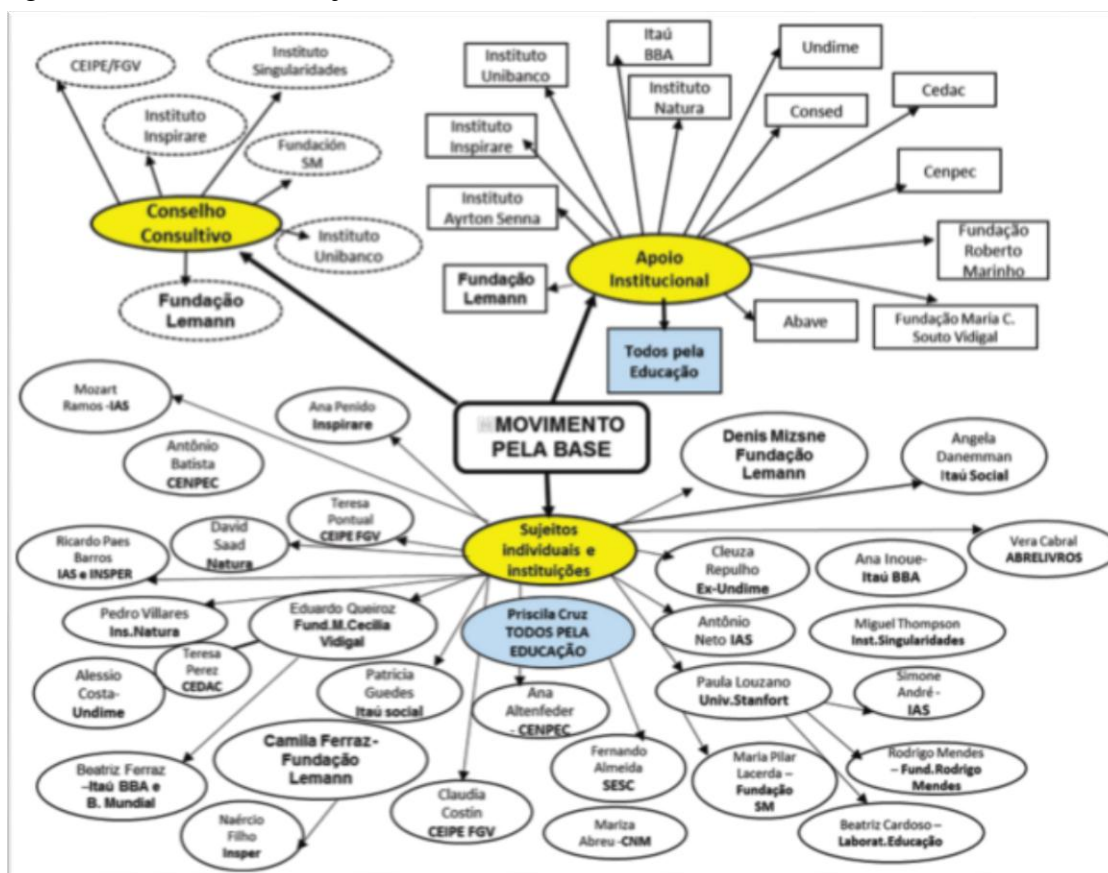 CEIPE/FGV
Instituto
Singularidades
Instituto
Inspirare
Fundación
SM
Conselho
Consultivo
Instituto
Unibanco
Fundação
Lemann
Itaú
BBA
Undime
Instituto
Unibanco
Instituto
Natura
Cedac
Consed
Instituto
Inspirare
Cenpec
Instituto
Ayrton Senna
Apoio
Institucional
Fundação
Roberto
Marinho
Fundação
Lemann
Abave
Fundação Maria C.
Souto Vidigal
Todos pela
Educação
MOVIMENTO
PELA BASE
Mozart
Ramos -IAS
Ana Penido
Inspirare
Antônio
Batista
CENPEC
Denis Mizsne
Fundação
Lemann
Angela
Danemman
Itaú Social
Teresa
Pontual
CEIPE FGV
Sujeitos
individuais e
instituições
Ricardo Paes
Barros
IAS e INSPER
David
Saad
Natura
Cleuza
Repulho
Ex-Undime
Ana Inoue-
Itaú BBA
Vera Cabral
ABRELIVROS
Pedro Villares
Ins.Natura
Eduardo Queiroz
Fund.M.Cecilia
Vidigal
Priscila Cruz
TODOS PELA
EDUCAÇÃO
Antônio
Neto IAS
Miguel Thompson
Inst.Singularidades
Teresa
Perez
CEDAC
Alessio
Costa-
Undime
Patricia
Guedes
Itaú social
Ana
Altenfeder
- CENPEC
Paula Louzano
Univ.Stanfort
Simone
André -
IAS
Camila Ferraz -
Fundação
Lemann
Beatriz Ferraz
–Itaú BBA e
B. Mundial
Fernando
Almeida
SESC
Maria Pilar
Lacerda –
Fundação
SM
Rodrigo Mendes
– Fund.Rodrigo
Mendes
Claudia
Costin
CEIPE FGV
Naércio
Filho
Insper
Mariza
Abreu -CNM
Beatriz Cardoso –
Laborat.Educação